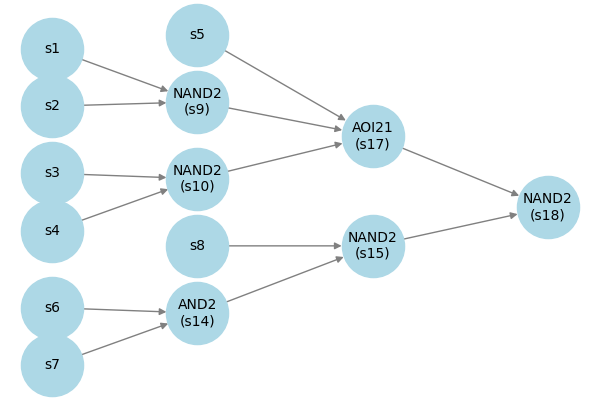 s1
s2
s3
s4
s6
s7
s5
NAND2
(s9)
NAND2
(s10)
s8
AND2
(s14)
AOI21
(s17)
NAND2
(s15)
NAND2
(s18)